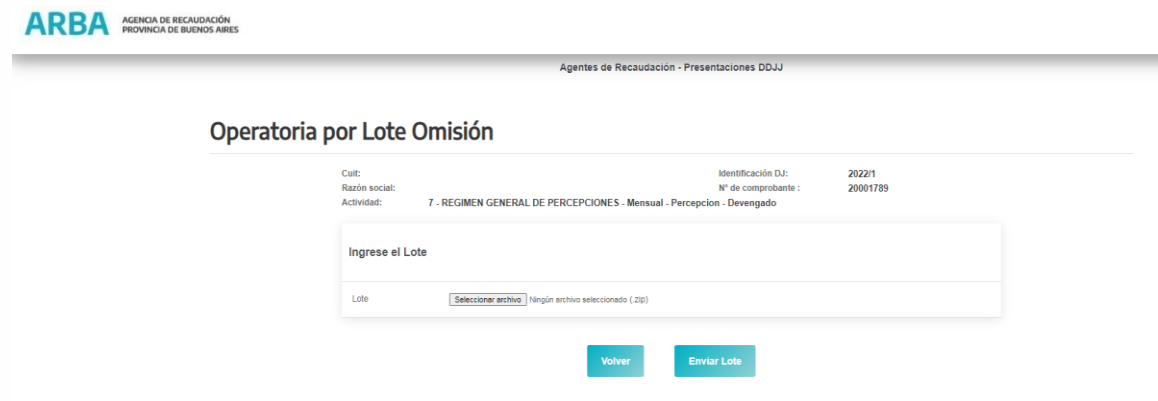 ARBA AGENCIA DE RECAUDACIÓN
PROVINCIA DE BUENOS AIRES
Agentes de Recaudación - Presentaciones DDJJ
Operatoria por Lote Omisión
Cuit: Identificación DJ: 2022/1
Razón social: Nº de comprobante : 20001789
Actividad: 7 - REGIMEN GENERAL DE PERCEPCIONES - Mensual - Percepcion - Devengado
Ingrese el Lote
Lote Seleccionar archivo Ningún archivo seleccionado (.zip)
Volver Enviar Lote